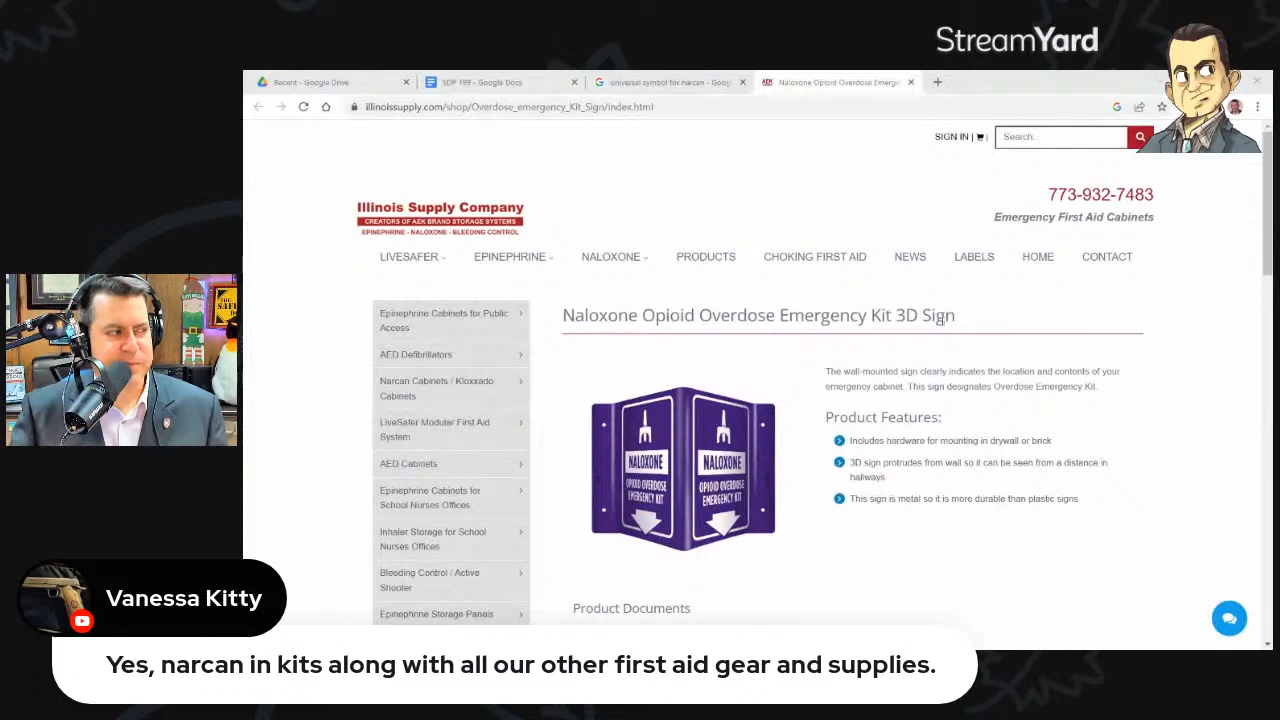 StreamYard
Recent - Google Drive
SDP 199 - Google Docs
universal symbol for narcan - Goog
AEK Naloxone Opioid Overdose Emerge
illinoissupply.com/shop/Overdose_emergency_Kit_Sign/index.html
SIGN IN |
Search..
773-932-7483
Emergency First Aid Cabinets
Illinois Supply Company
CREATORS OF AEK BRAND STORAGE SYSTEMS
EPINEPHRINE - NALOXONE - BLEEDING CONTROL
LIVESAFER
EPINEPHRINE
NALOXONE
PRODUCTS
CHOKING FIRST AID
NEWS
LABELS
HOME
CONTACT
Epinephrine Cabinets for Public
Access
AED Defibrillators
Narcan Cabinets / Kloxxado
Cabinets
LiveSafer Modular First Aid
System
AED Cabinets
Epinephrine Cabinets for
School Nurses Offices
Inhaler Storage for School
Nurses Offices
Bleeding Control / Active
Shooter
Epinephrine Storage Panels
Naloxone Opioid Overdose Emergency Kit 3D Sign
NALOXONE
OPIOID OVERDOSE
EMERGENCY KIT
NALOXONE
OPIOID OVERDOSE
EMERGENCY KIT
The wall-mounted sign clearly indicates the location and contents of your
emergency cabinet. This sign designates Overdose Emergency Kit.
Product Features:
Includes hardware for mounting in drywall or brick
3D sign protrudes from wall so it can be seen from a distance in
hallways
This sign is metal so it is more durable than plastic signs
Product Documents
Vanessa Kitty
Yes, narcan in kits along with all our other first aid gear and supplies.